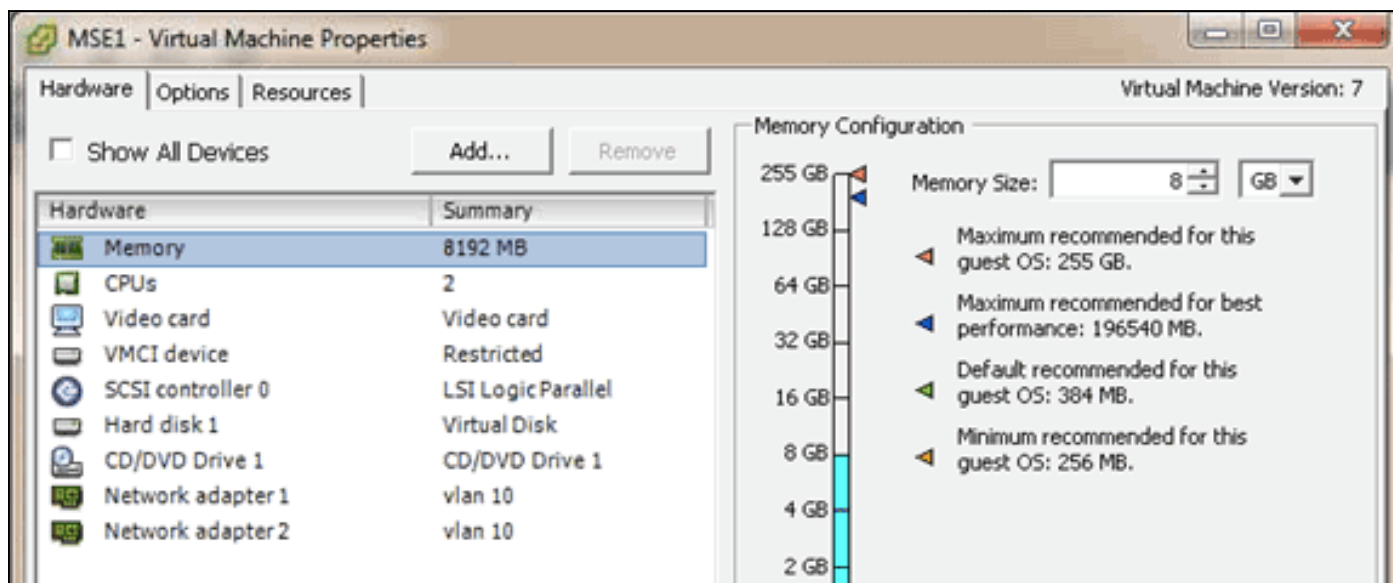 MSE1 - Virtual Machine Properties
Hardware Options Resources
Virtual Machine Version: 7
Show All Devices
Add...
Remove
Hardware Summary
Memory 8192 MB
CPUs 2
Video card Video card
VMCI device Restricted
SCSI controller 0 LSI Logic Parallel
Hard disk 1 Virtual Disk
CD/DVD Drive 1 CD/DVD Drive 1
Network adapter 1 vlan 10
Network adapter 2 vlan 10
Memory Configuration
255 GB
128 GB
64 GB
32 GB
16 GB
8 GB
4 GB
2 GB
Memory Size: 8 GB
Maximum recommended for this
guest OS: 255 GB.
Maximum recommended for best
performance: 196540 MB.
Default recommended for this
guest OS: 384 MB.
Minimum recommended for this
guest OS: 256 MB.